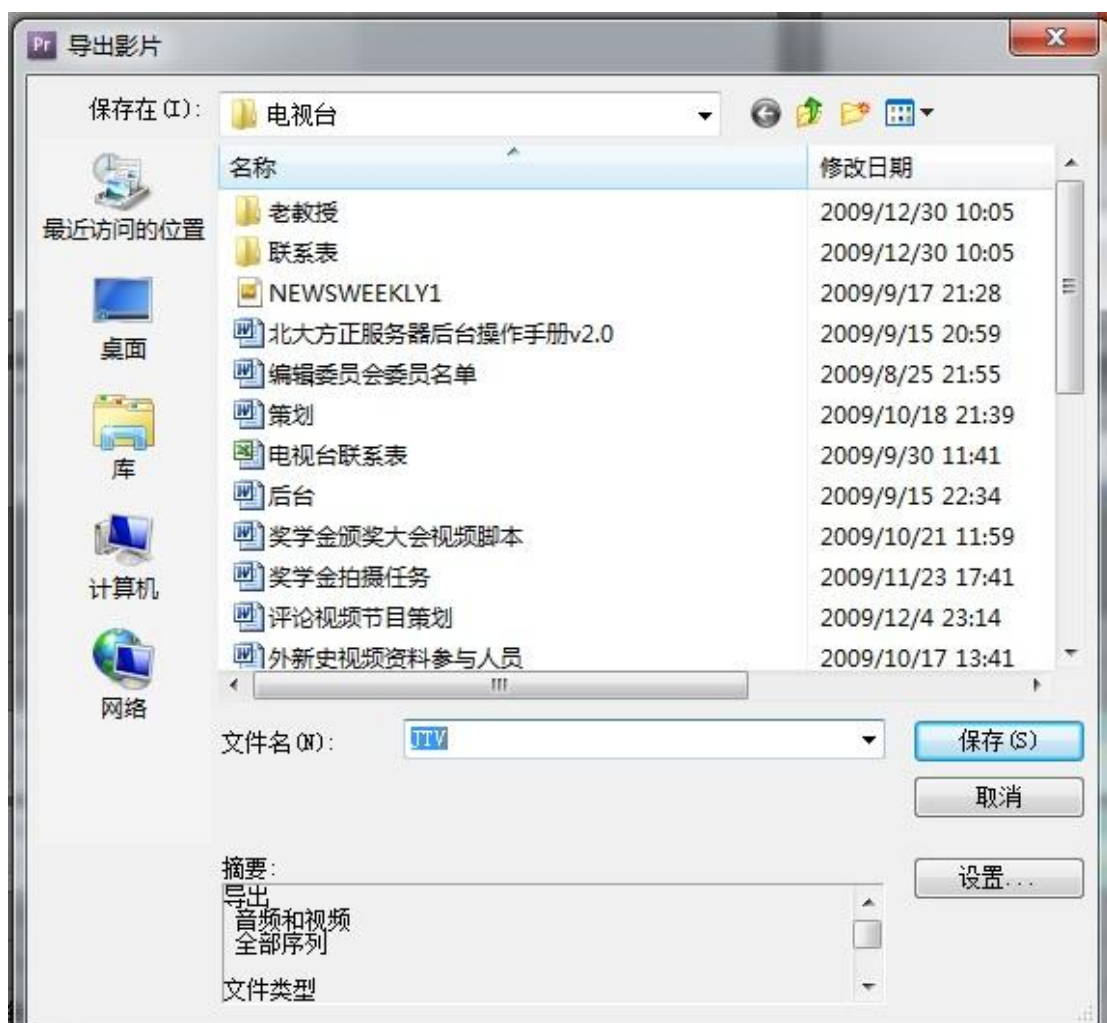 Pr 导出影片
保存在(I): 电视台
名称 修改日期
老教授 2009/12/30 10:05
联系表 2009/12/30 10:05
NEWSWEEKLY1 2009/9/17 21:28
北大方正服务器后台操作手册v2.0 2009/9/15 20:59
编辑委员会委员名单 2009/8/25 21:55
策划 2009/10/18 21:39
电视台联系表 2009/9/30 11:41
后台 2009/9/15 22:34
奖学金颁奖大会视频脚本 2009/10/21 11:59
奖学金拍摄任务 2009/11/23 17:41
评论视频节目策划 2009/12/4 23:14
外新史视频资料参与人员 2009/10/17 13:41
最近访问的位置
桌面
库
计算机
网络
文件名(N): JTV 保存(S)
取消
摘要: 设置...
导出
音频和视频
全部序列
文件类型